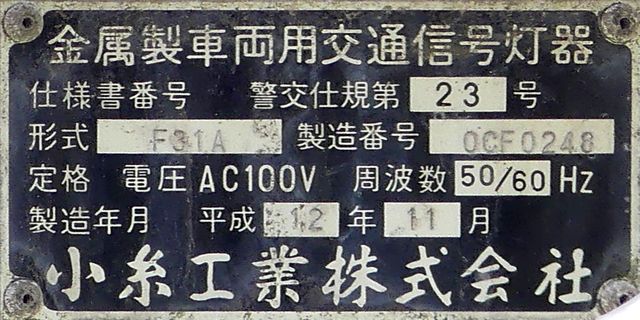 金属製車両用交通信号灯器
仕様書番号 警交仕規第 23 号
形式 F31A 製造番号 0CF0248
定格 電圧 AC100V 周波数 50/60 Hz
製造年月 平成 12 年 11 月
小糸工業株式会社